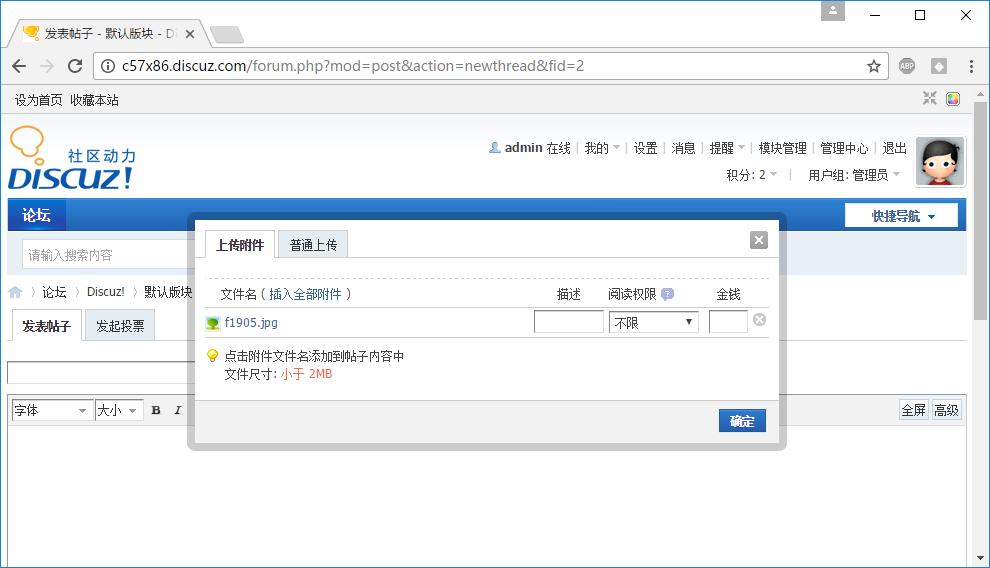 发表帖子 - 默认版块 - Di
c57x86.discuz.com/forum.php?mod=post&action=newthread&fid=2
ABP
设为首页 收藏本站
社区动力
DISCUZ!
admin 在线 | 我的 | 设置 | 消息 | 提醒 | 模块管理 | 管理中心 | 退出
积分: 2 | 用户组: 管理员
论坛
快捷导航
请输入搜索内容
论坛 Discuz! 默认版块
发表帖子 发起投票
上传附件 普通上传
文件名 ( 插入全部附件 ) 描述 阅读权限 ? 金钱
f1905.jpg 不限
点击附件文件名添加到帖子内容中
文件尺寸: 小于 2MB
确定
字体 大小 B I
全屏 高级